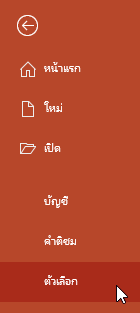 หน้าแรก
ใหม่
เปิด
บัญชี
คำติชม
ตัวเลือก